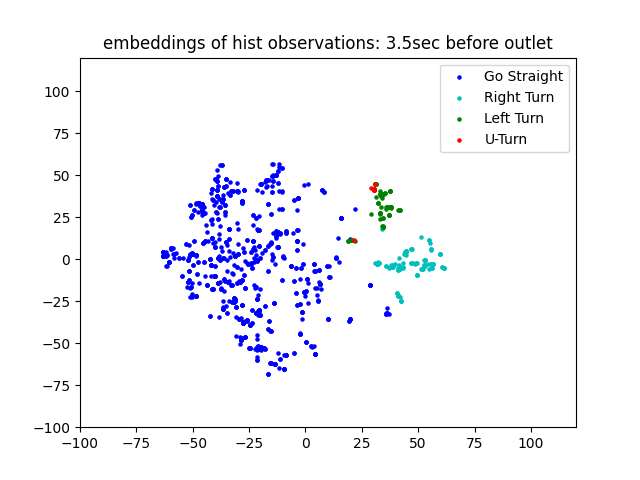 embeddings of hist observations: 3.5sec before outlet
Go Straight
Right Turn
Left Turn
U-Turn
100
75
50
25
0
−25
−50
−75
−100
−100 −75 −50 −25 0 25 50 75 100